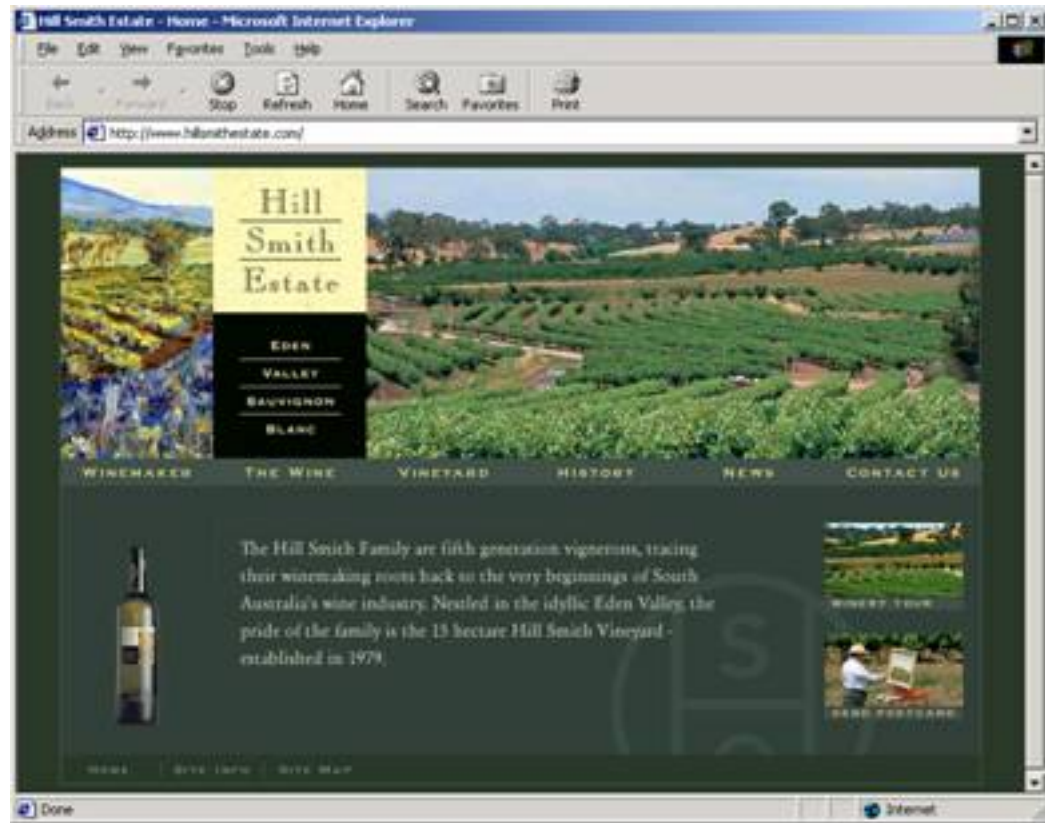 Hill Smith Estate - Home - Microsoft Internet Explorer
File Edit View Favorites Tools Help
Back Forward Stop Refresh Home Search Favorites Print
Address http://www.hillsmithestate.com/
Hill
Smith
Estate
EDEN
VALLEY
SAUVIGNON
BLANC
WINEMAKER THE WINE VINEYARD HISTORY NEWS CONTACT US
The Hill Smith Family are fifth generation vignerons, tracing
their winemaking roots back to the very beginnings of South
Australia's wine industry. Nestled in the idyllic Eden Valley, the
pride of the family is the 15 hectare Hill Smith Vineyard -
established in 1979.
WINERY TOUR
SEND POSTCARD
S
HOME SITE INFO SITE MAP
Done Internet